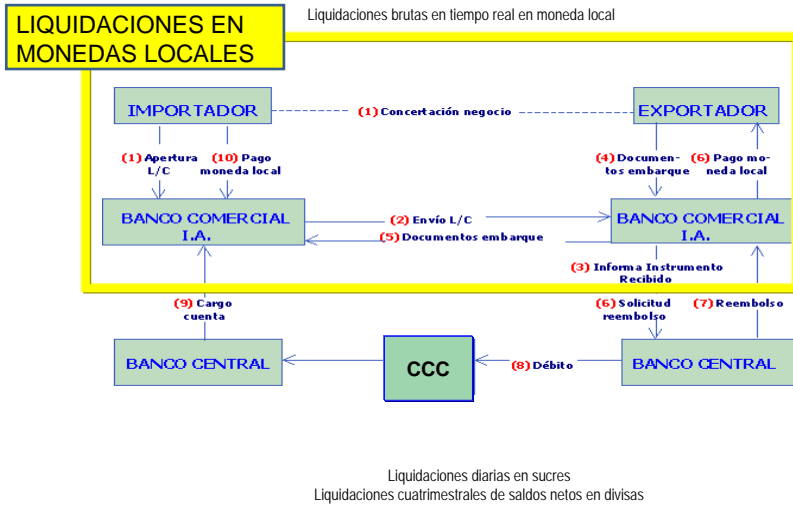 Liquidaciones brutas en tiempo real en moneda local
LIQUIDACIONES EN
MONEDAS LOCALES
IMPORTADOR
(1) Concertación negocio
EXPORTADOR
(1) Apertura
L/C
(10) Pago
moneda local
(4) Documen-
tos embarque
(6) Pago mo-
neda local
BANCO COMERCIAL
I.A.
(2) Envío L/C
(5) Documentos embarque
BANCO COMERCIAL
I.A.
(3) Informa Instrumento
Recibido
(9) Cargo
cuenta
(6) Solicitud
reembolso
(7) Reembolso
BANCO CENTRAL
CCC
(8) Débito
BANCO CENTRAL
Liquidaciones diarias en sucres
Liquidaciones cuatrimestrales de saldos netos en divisas